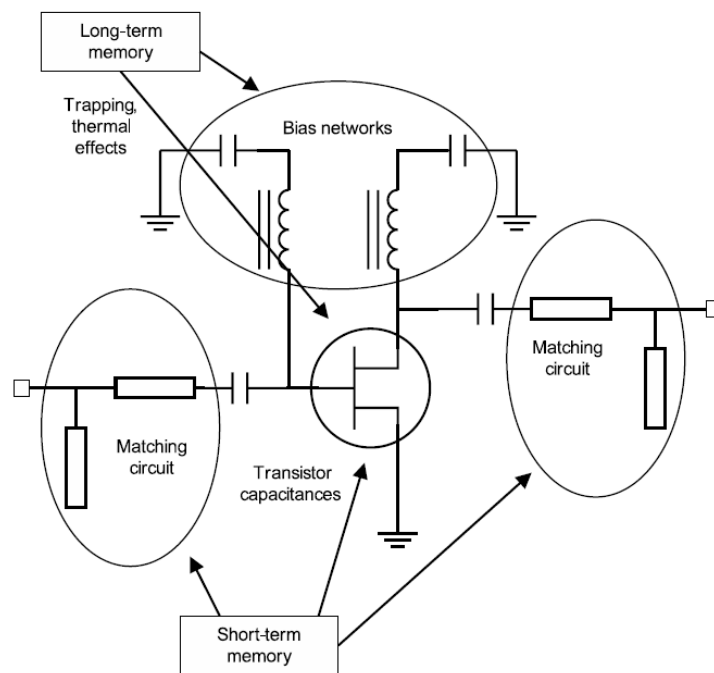 Long-term
memory
Trapping,
thermal
effects
Bias networks
Matching
circuit
Matching
circuit
Transistor
capacitances
Short-term
memory